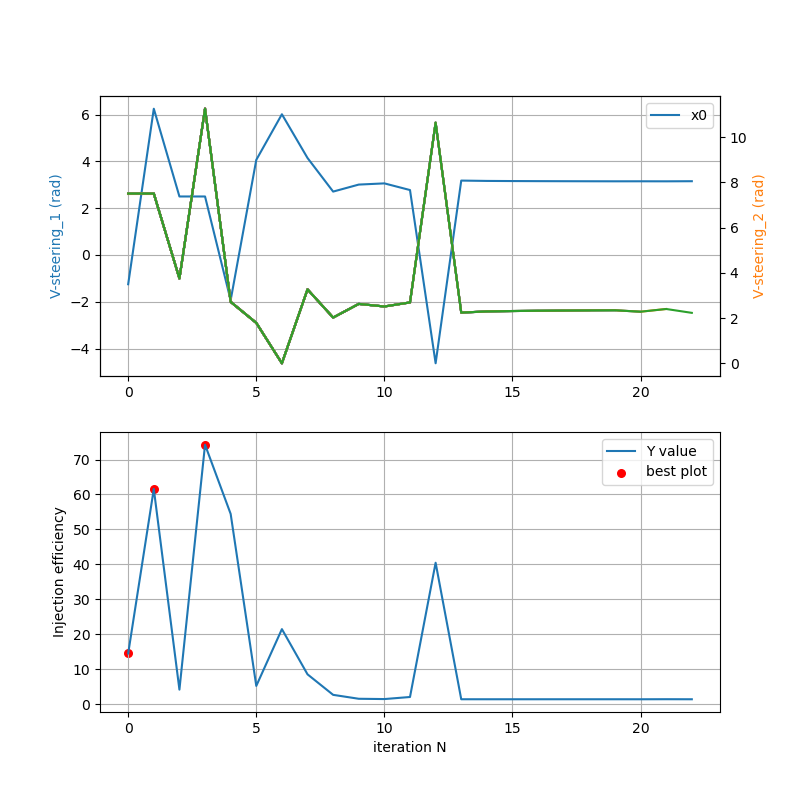 x0
6
4
2
0
−2
−4
V-steering_1 (rad)
10
8
6
4
2
0
V-steering_2 (rad)
0 5 10 15 20
Y value
best plot
70
60
50
40
30
20
10
0
Injection efficiency
0 5 10 15 20
iteration N